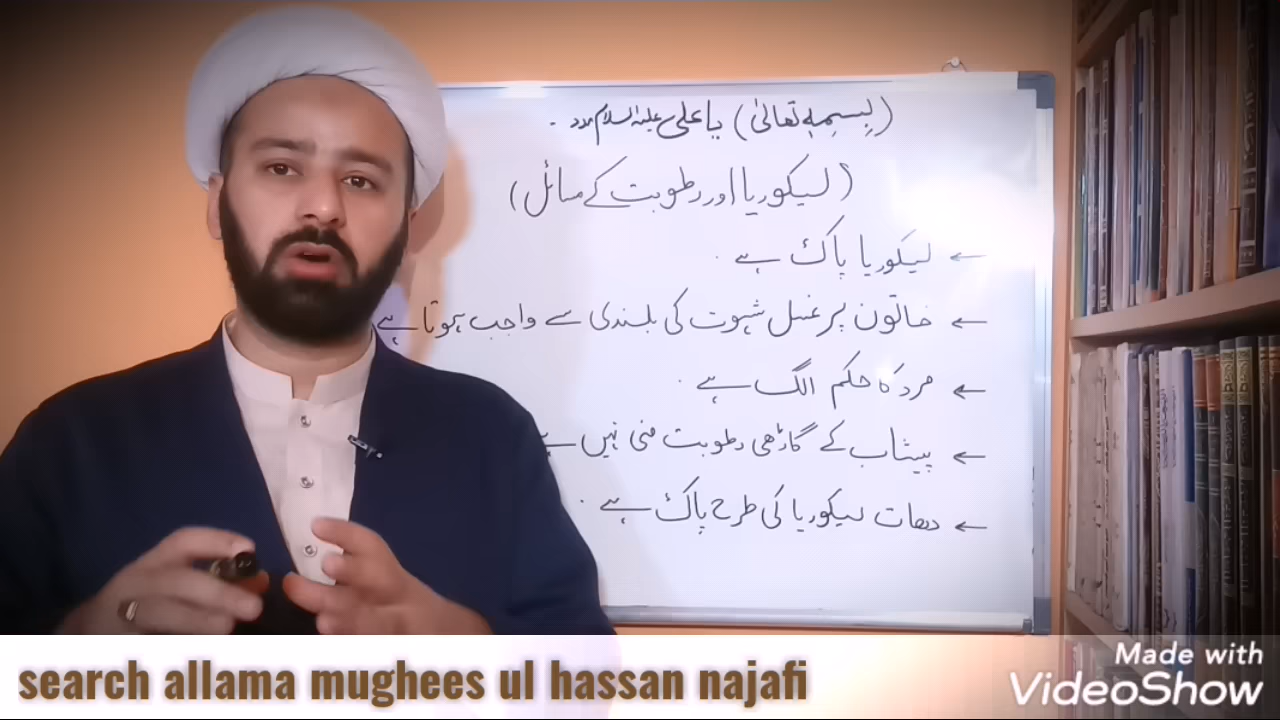 (بسمِہٖ تعالیٰ) یا علی علیہ السلام مدد ۔
(لیکوریا اور رطوبت کے مسائل)
← لیکوریا پاک ہے ۔
← خاتون پر غسل شہوت کی بلندی سے واجب ہوتا ہے
← مرد کا حکم الگ ہے ۔
← پیشاب کے گاڑھی رطوبت منی نہیں ہے
← دھات لیکوریا کی طرح پاک ہے ۔
search allama mughees ul hassan najafi
Made with
VideoShow